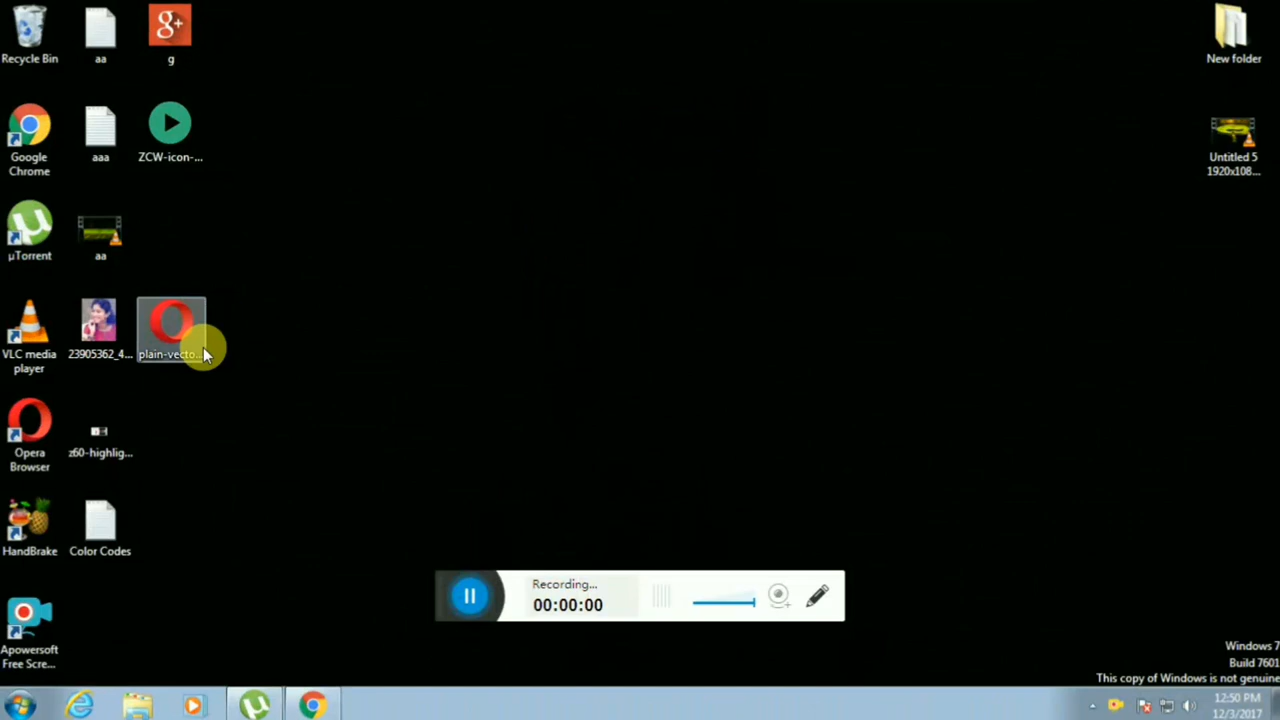 Recycle Bin
aa
g
New folder
Google
Chrome
aaa
ZCW-icon-...
Untitled 5
1920x108...
µTorrent
aa
VLC media
player
23905362_4...
plain-vecto...
Opera
Browser
z60-highlig...
HandBrake
Color Codes
Recording...
00:00:00
Apowersoft
Free Scre...
Windows 7
Build 7601
This copy of Windows is not genuine
12:50 PM
12/3/2017